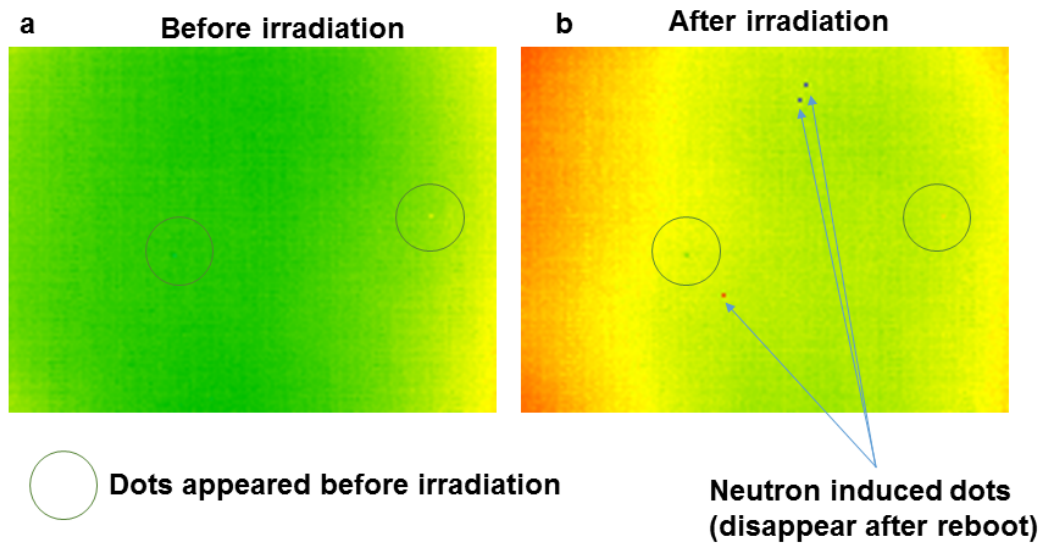 a
Before irradiation
b
After irradiation
Dots appeared before irradiation
Neutron induced dots
(disappear after reboot)